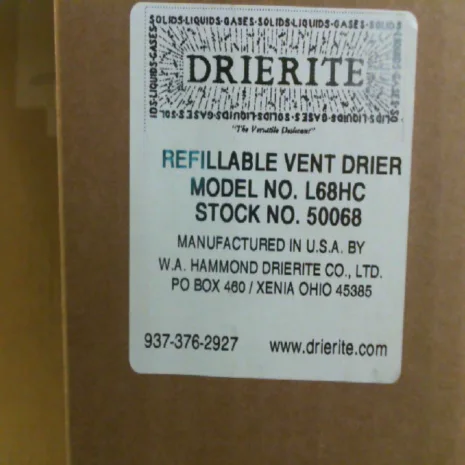 SOLIDS-LIQUIDS-GASES-SOLIDS-LIQUIDS-GASES-SOLIDS
DRIERITE
"The Versatile Desiccant"
REFILLABLE VENT DRIER
MODEL NO. L68HC
STOCK NO. 50068
MANUFACTURED IN U.S.A. BY
W.A. HAMMOND DRIERITE CO., LTD.
PO BOX 460 / XENIA OHIO 45385
937-376-2927 www.drierite.com